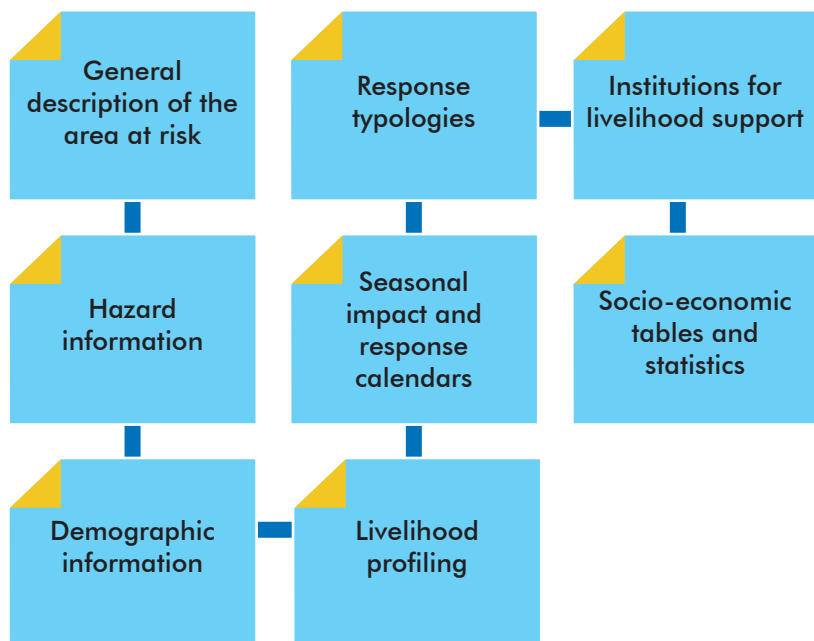 General
description of the
area at risk
Hazard
information
Demographic
information
Livelihood
profiling
Seasonal
impact and
response
calendars
Response
typologies
Institutions for
livelihood support
Socio-economic
tables and
statistics